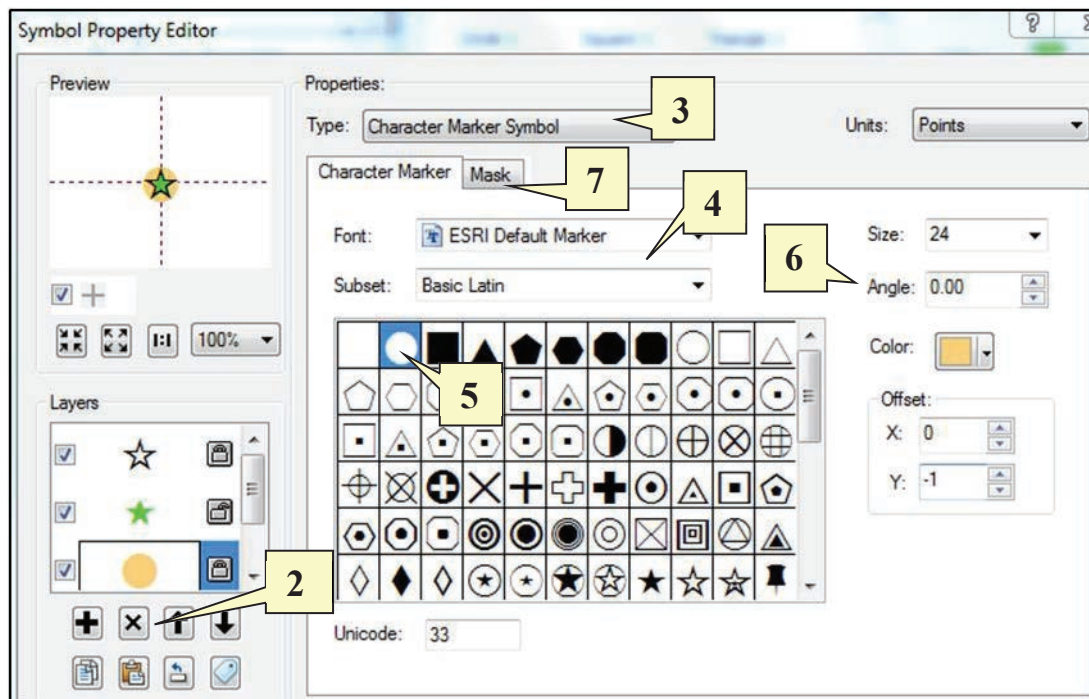 Symbol Property Editor
?
Preview
Properties:
Type: Character Marker Symbol
3
Units: Points
Character Marker Mask
7
4
Font: ESRI Default Marker
Size: 24
6
Subset: Basic Latin
Angle: 0.00
1:1 100%
Color:
5
Layers
Offset:
X: 0
Y: -1
2
Unicode: 33